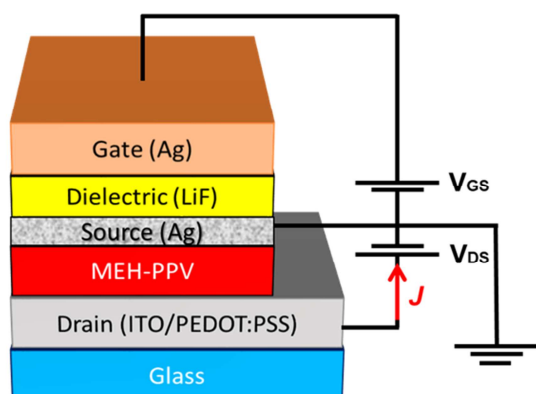 Gate (Ag)
Dielectric (LiF)
Source (Ag)
MEH-PPV
Drain (ITO/PEDOT:PSS)
Glass
VGS
VDS
J